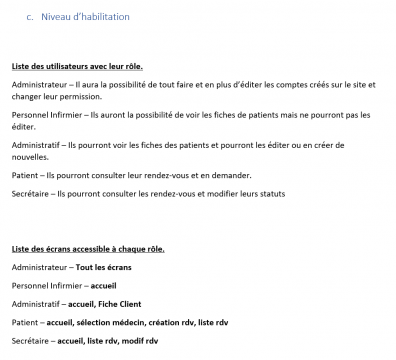 c. Niveau d'habilitation
Liste des utilisateurs avec leur rôle.
Administrateur – Il aura la possibilité de tout faire et en plus d'éditer les comptes créés sur le site et
changer leur permission.
Personnel Infirmier – Ils auront la possibilité de voir les fiches de patients mais ne pourront pas les
éditer.
Administratif – Ils pourront voir les fiches des patients et pourront les éditer ou en créer de
nouvelles.
Patient – Ils pourront consulter leur rendez-vous et en demander.
Secrétaire – Ils pourront consulter les rendez-vous et modifier leurs statuts
Liste des écrans accessible à chaque rôle.
Administrateur – Tout les écrans
Personnel Infirmier – accueil
Administratif – accueil, Fiche Client
Patient – accueil, sélection médecin, création rdv, liste rdv
Secrétaire – accueil, liste rdv, modif rdv